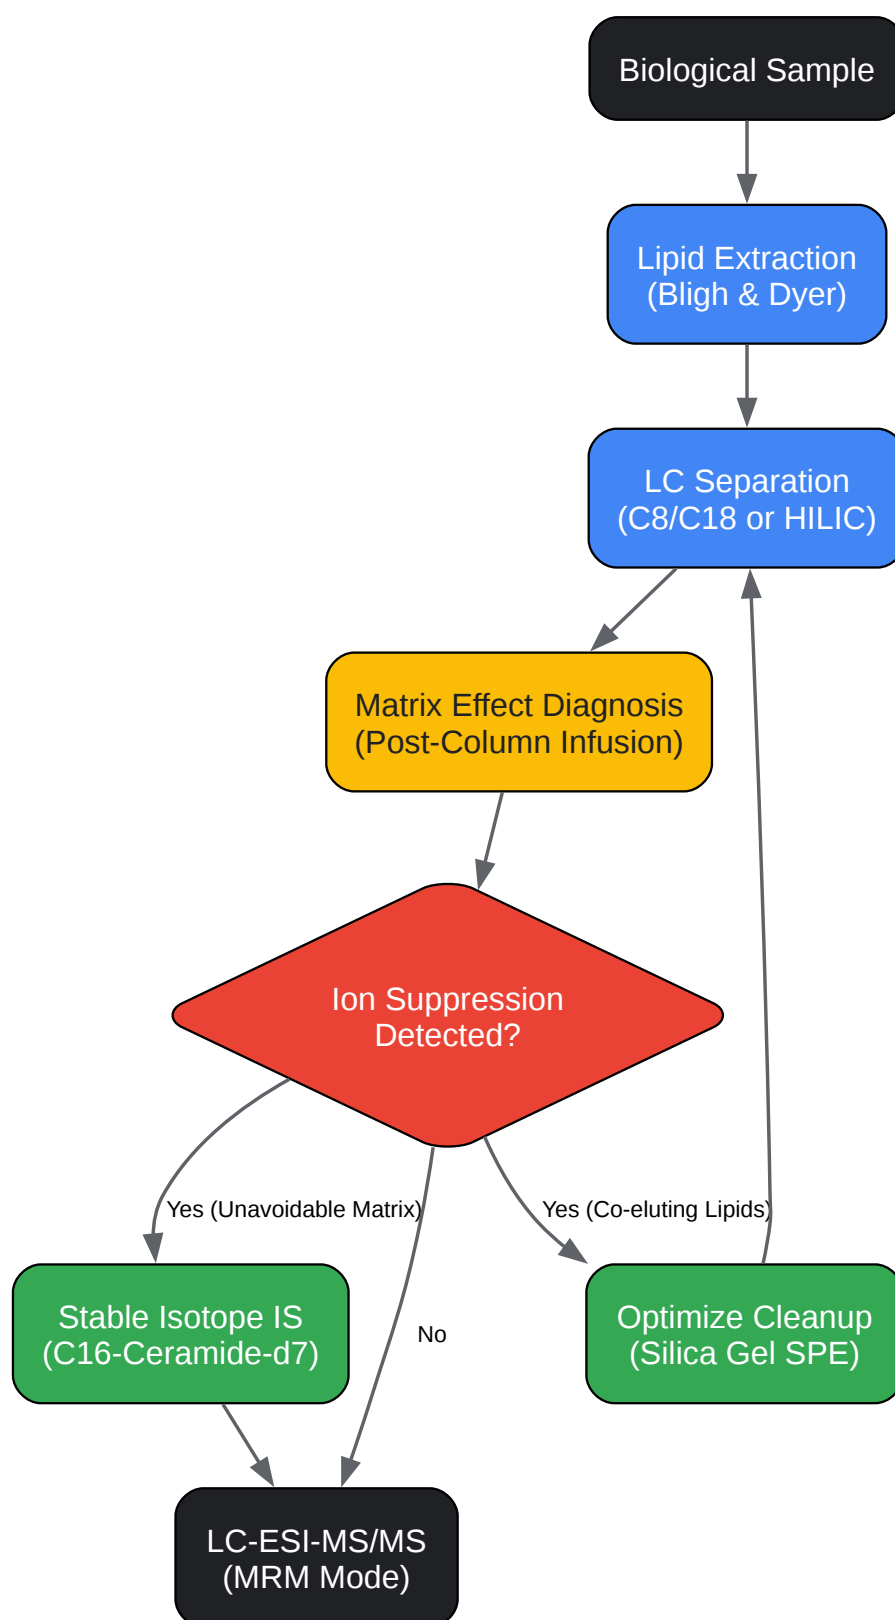 Biological Sample
Lipid Extraction
(Bligh & Dyer)
LC Separation
(C8/C18 or HILIC)
Matrix Effect Diagnosis
(Post-Column Infusion)
Ion Suppression
Detected?
Yes (Unavoidable Matrix)
Yes (Co-eluting Lipids)
Stable Isotope IS
(C16-Ceramide-d7)
No
Optimize Cleanup
(Silica Gel SPE)
LC-ESI-MS/MS
(MRM Mode)